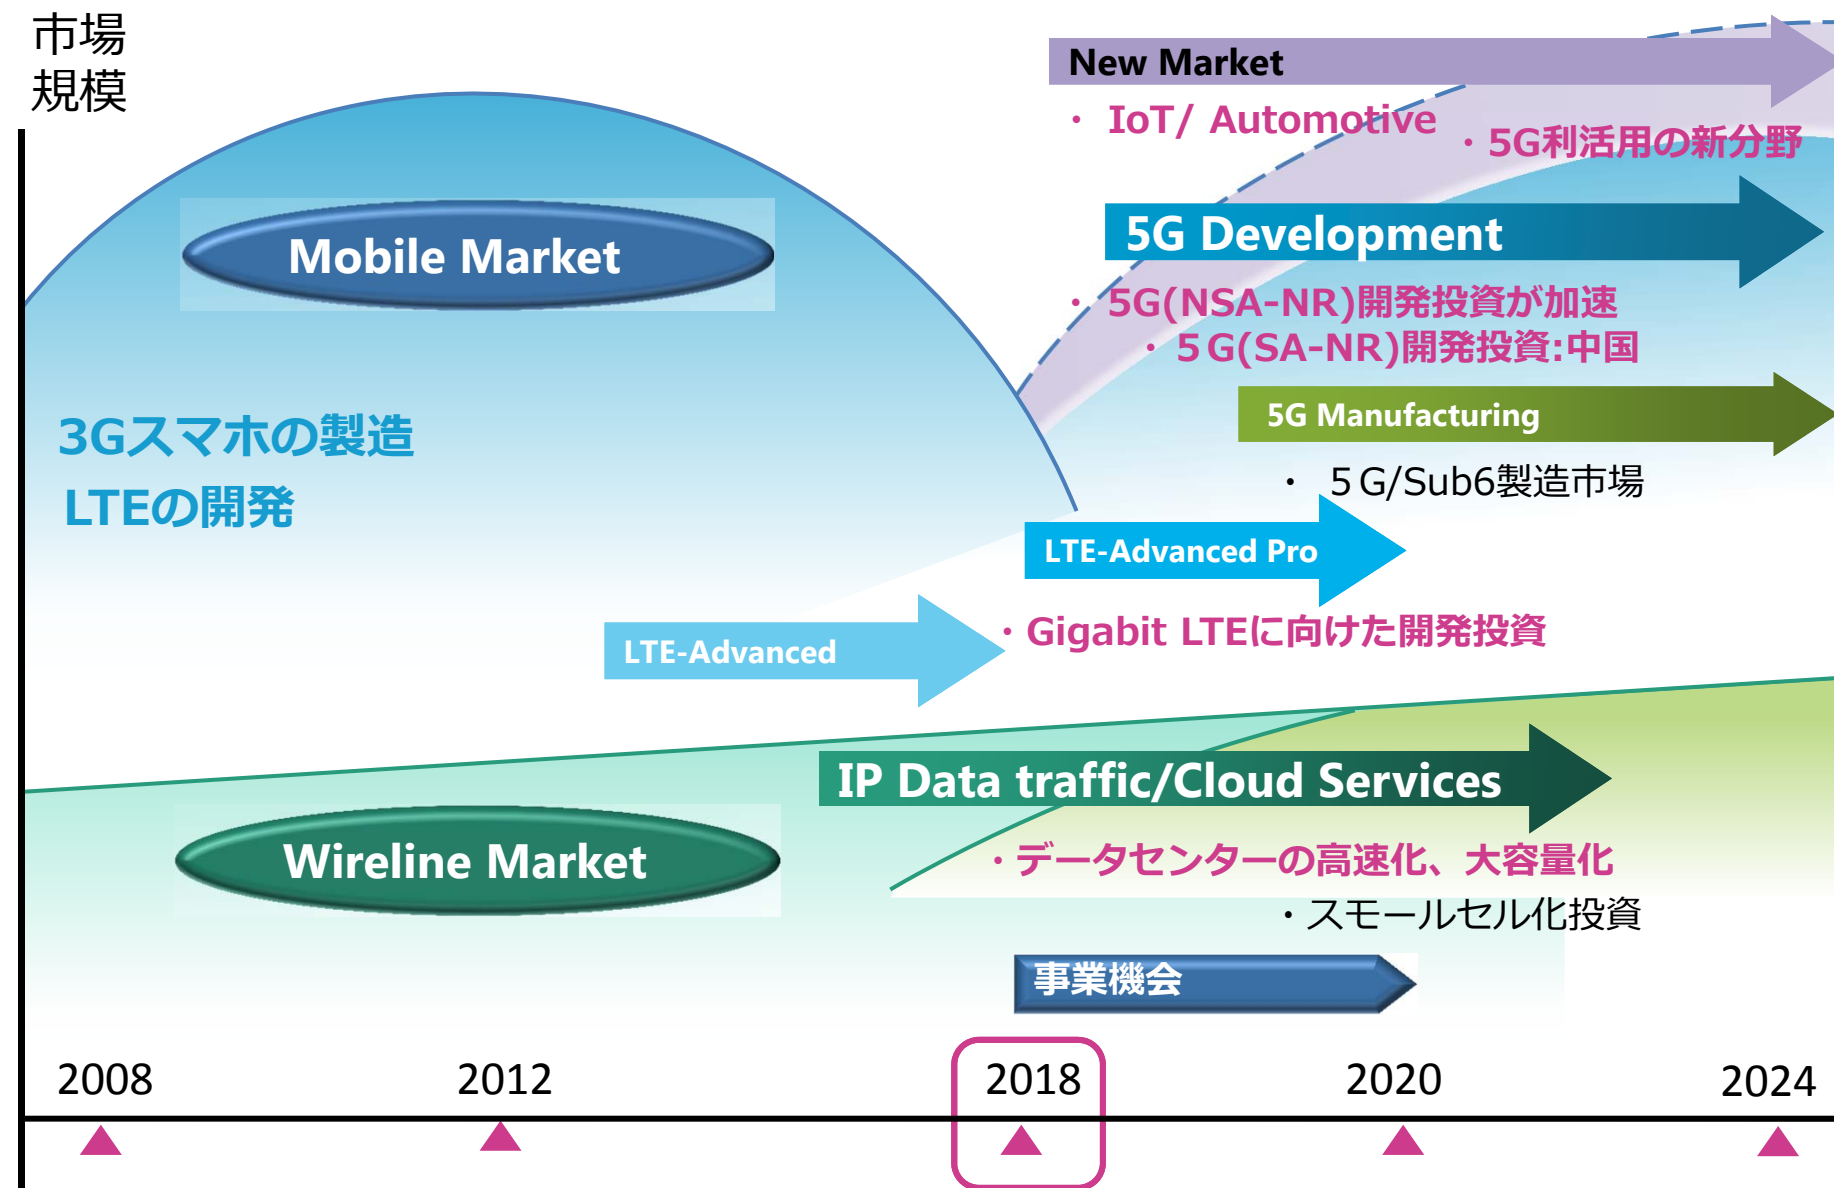 市場
規模
New Market
・ IoT/ Automotive
・5G利活用の新分野
Mobile Market
5G Development
・ 5G(NSA-NR)開発投資が加速
・５G(SA-NR)開発投資:中国
3Gスマホの製造
LTEの開発
5G Manufacturing
・ ５G/Sub6製造市場
LTE-Advanced Pro
・Gigabit LTEに向けた開発投資
LTE-Advanced
IP Data traffic/Cloud Services
Wireline Market
・データセンターの高速化、大容量化
・スモールセル化投資
事業機会
2008 2012 2018 2020 2024